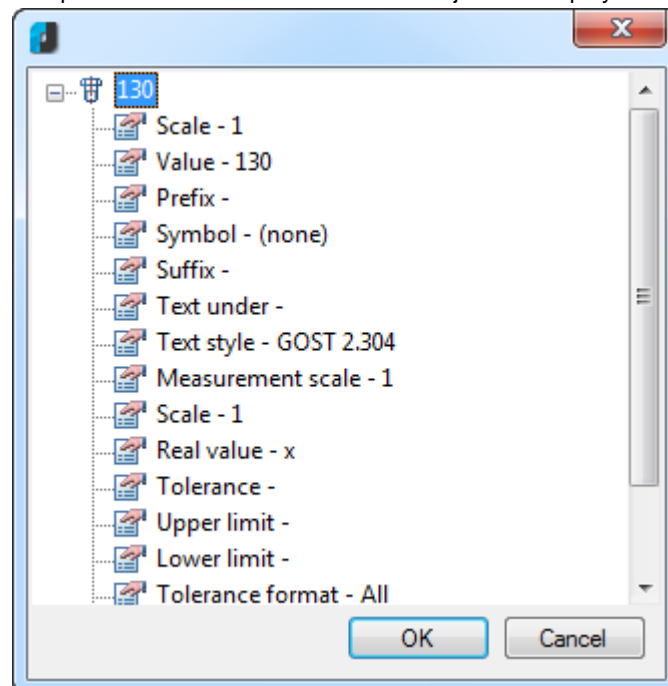 130
Scale - 1
Value - 130
Prefix -
Symbol - (none)
Suffix -
Text under -
Text style - GOST 2.304
Measurement scale - 1
Scale - 1
Real value - x
Tolerance -
Upper limit -
Lower limit -
Tolerance format - All
OK Cancel